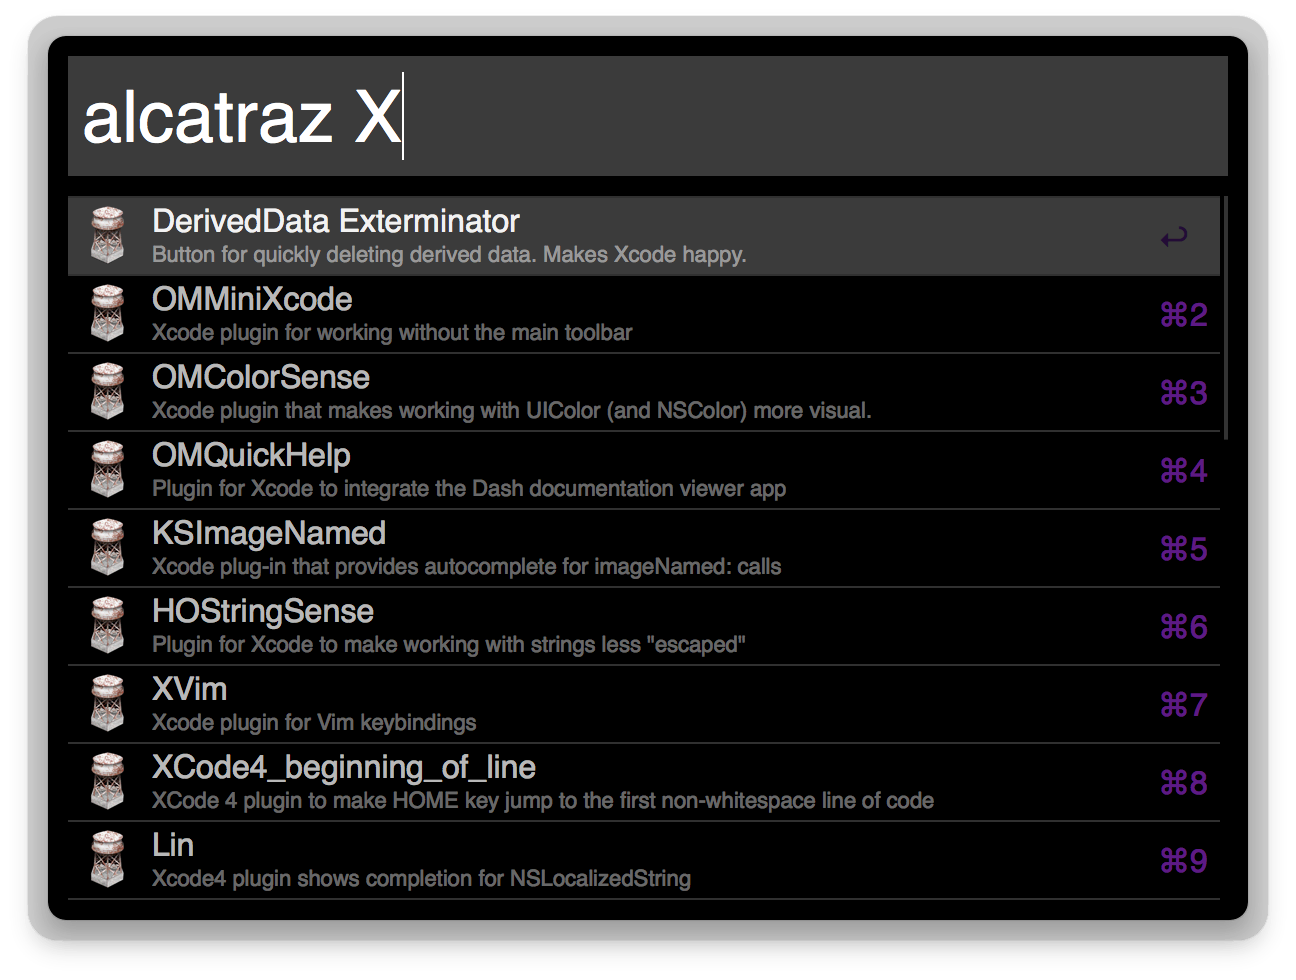 alcatraz X
DerivedData Exterminator
Button for quickly deleting derived data. Makes Xcode happy.
↩
OMMiniXcode
Xcode plugin for working without the main toolbar
⌘2
OMColorSense
Xcode plugin that makes working with UIColor (and NSColor) more visual.
⌘3
OMQuickHelp
Plugin for Xcode to integrate the Dash documentation viewer app
⌘4
KSImageNamed
Xcode plug-in that provides autocomplete for imageNamed: calls
⌘5
HOStringSense
Plugin for Xcode to make working with strings less "escaped"
⌘6
XVim
Xcode plugin for Vim keybindings
⌘7
XCode4_beginning_of_line
XCode 4 plugin to make HOME key jump to the first non-whitespace line of code
⌘8
Lin
Xcode4 plugin shows completion for NSLocalizedString
⌘9